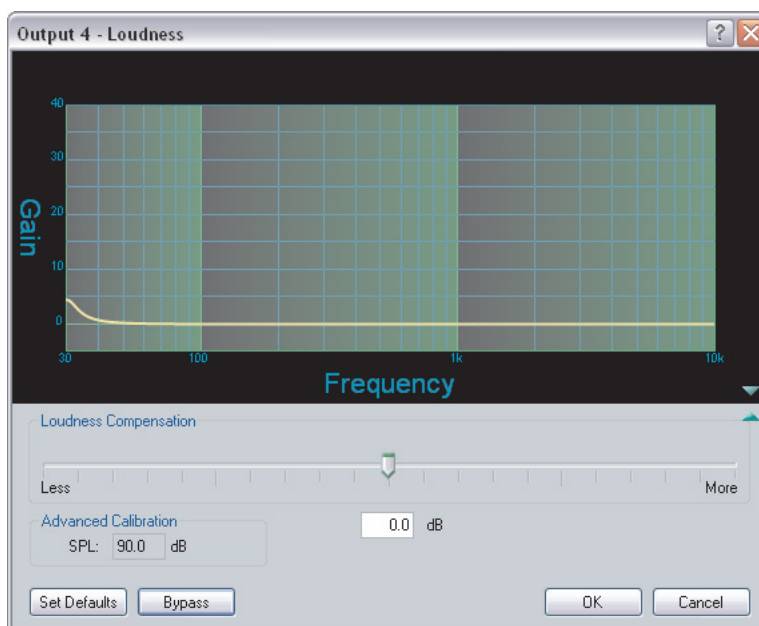 Output 4 - Loudness
?
40
30
20
10
0
Gain
30 100 1k 10k
Frequency
Loudness Compensation
Less More
Advanced Calibration
SPL: 90.0 dB
0.0 dB
Set Defaults Bypass OK Cancel